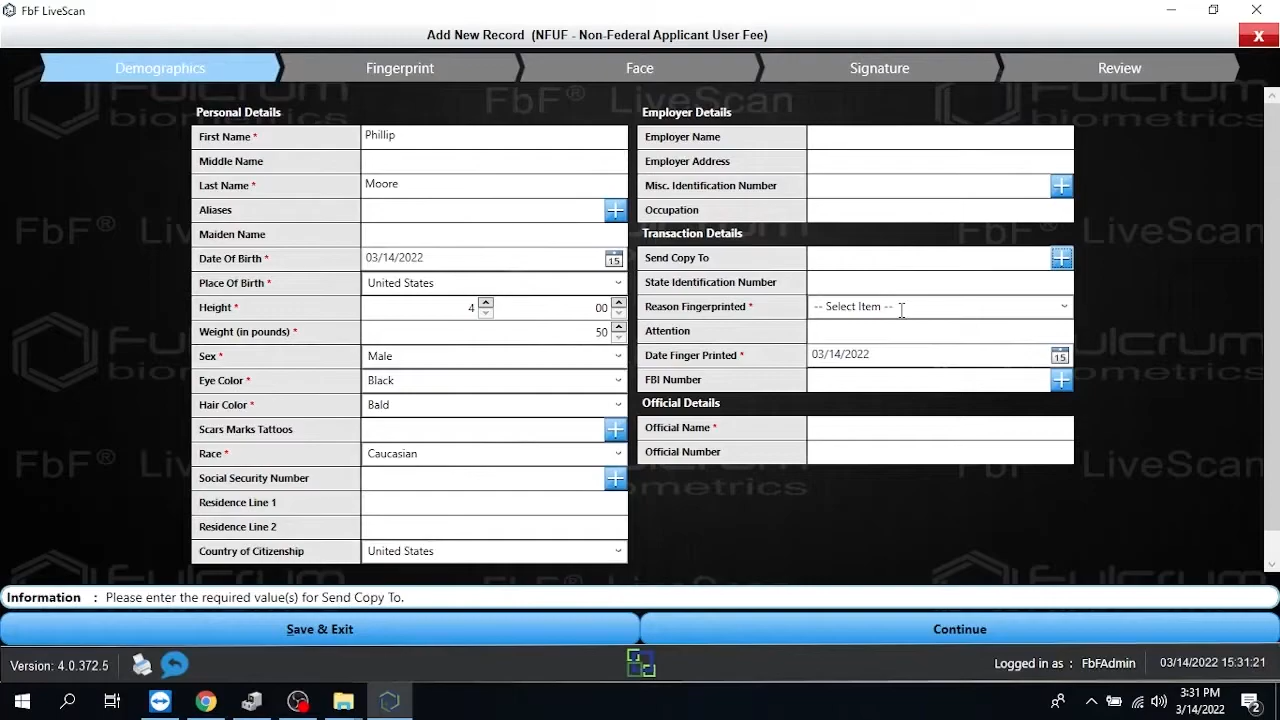 FbF LiveScan
Add New Record (NFUF - Non-Federal Applicant User Fee)
X
Demographics
Fingerprint
Face
Signature
Review
Personal Details
First Name *
Phillip
Middle Name
Last Name *
Moore
Aliases
Maiden Name
Date Of Birth *
03/14/2022
15
Place Of Birth *
United States
Height *
4
00
Weight (in pounds) *
50
Sex *
Male
Eye Color *
Black
Hair Color *
Bald
Scars Marks Tattoos
Race *
Caucasian
Social Security Number
Residence Line 1
Residence Line 2
Country of Citizenship
United States
Employer Details
Employer Name
Employer Address
Misc. Identification Number
Occupation
Transaction Details
Send Copy To
State Identification Number
Reason Fingerprinted *
-- Select Item --
Attention
Date Finger Printed *
03/14/2022
15
FBI Number
Official Details
Official Name *
Official Number
Fulcrum biometrics
FbF® LiveScan
Information : Please enter the required value(s) for Send Copy To.
Save & Exit
Continue
Version: 4.0.372.5
Logged in as : FbfAdmin
03/14/2022 15:31:21
3:31 PM
3/14/2022
2